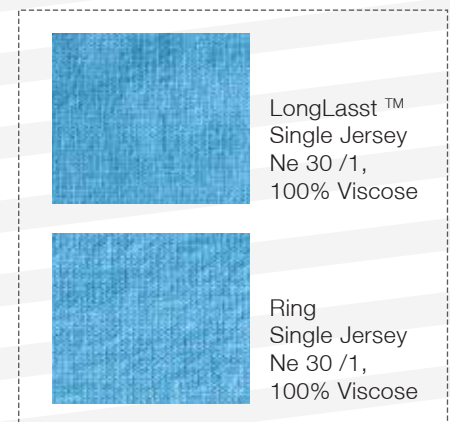 LongLasst ™
Single Jersey
Ne 30 /1,
100% Viscose
Ring
Single Jersey
Ne 30 /1,
100% Viscose